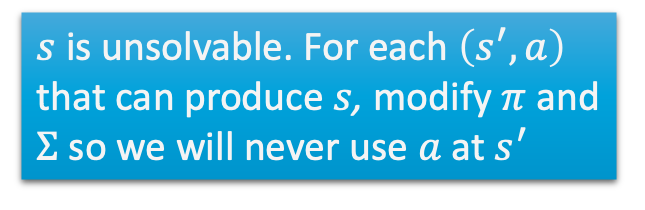 s is unsolvable. For each (s′, a)
that can produce s, modify π and
Σ so we will never use a at s′